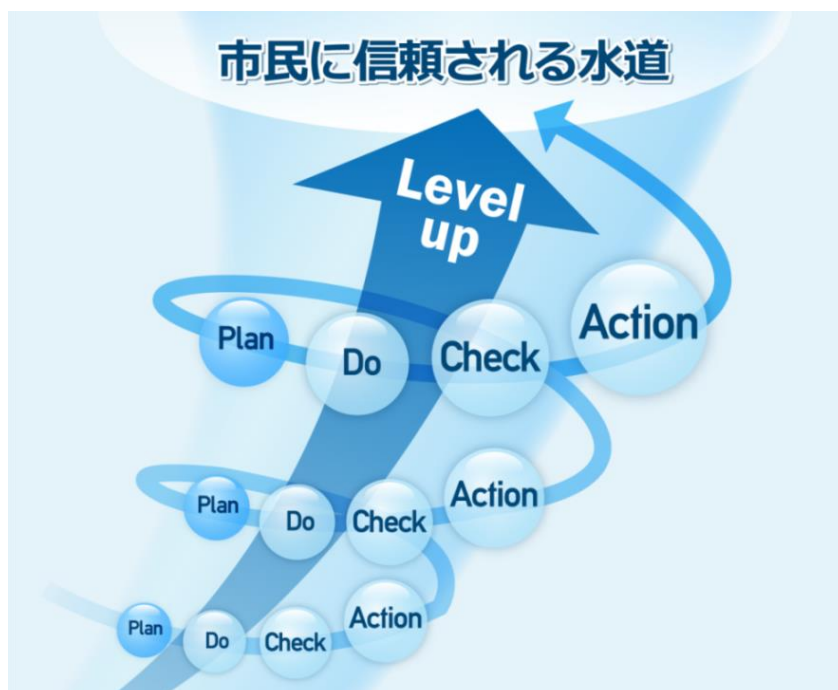 市民に信頼される水道
Level
up
Plan
Do
Check
Action
Plan
Do
Check
Action
Plan
Do
Check
Action